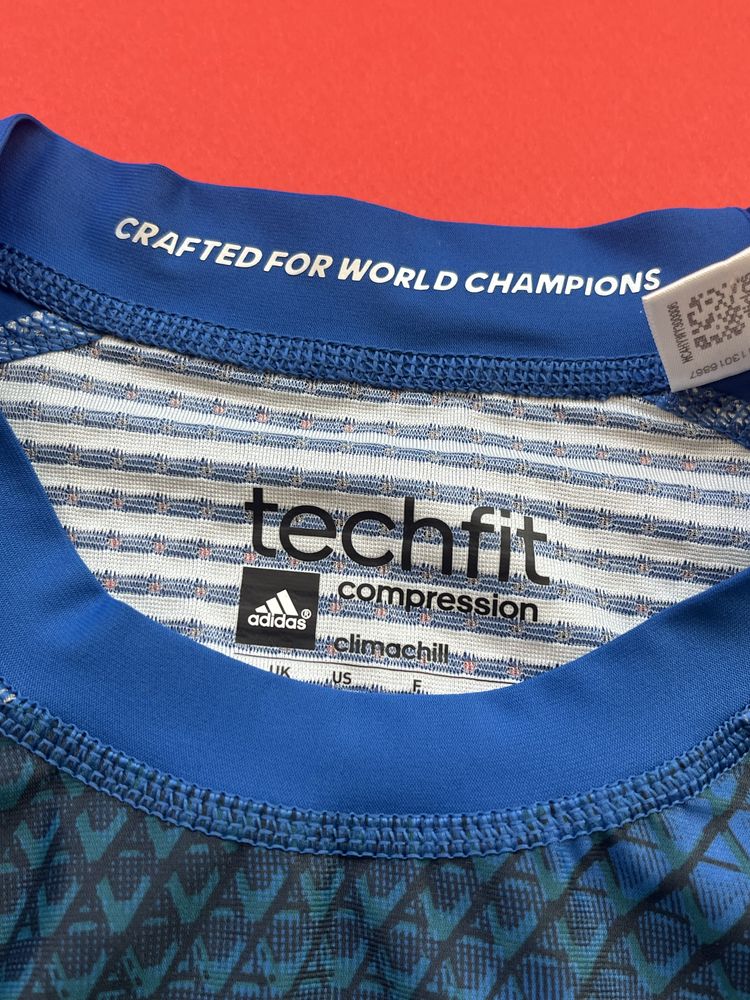 CRAFTED FOR WORLD CHAMPIONS
techfit
compression
adidas®
climachill
UK US F